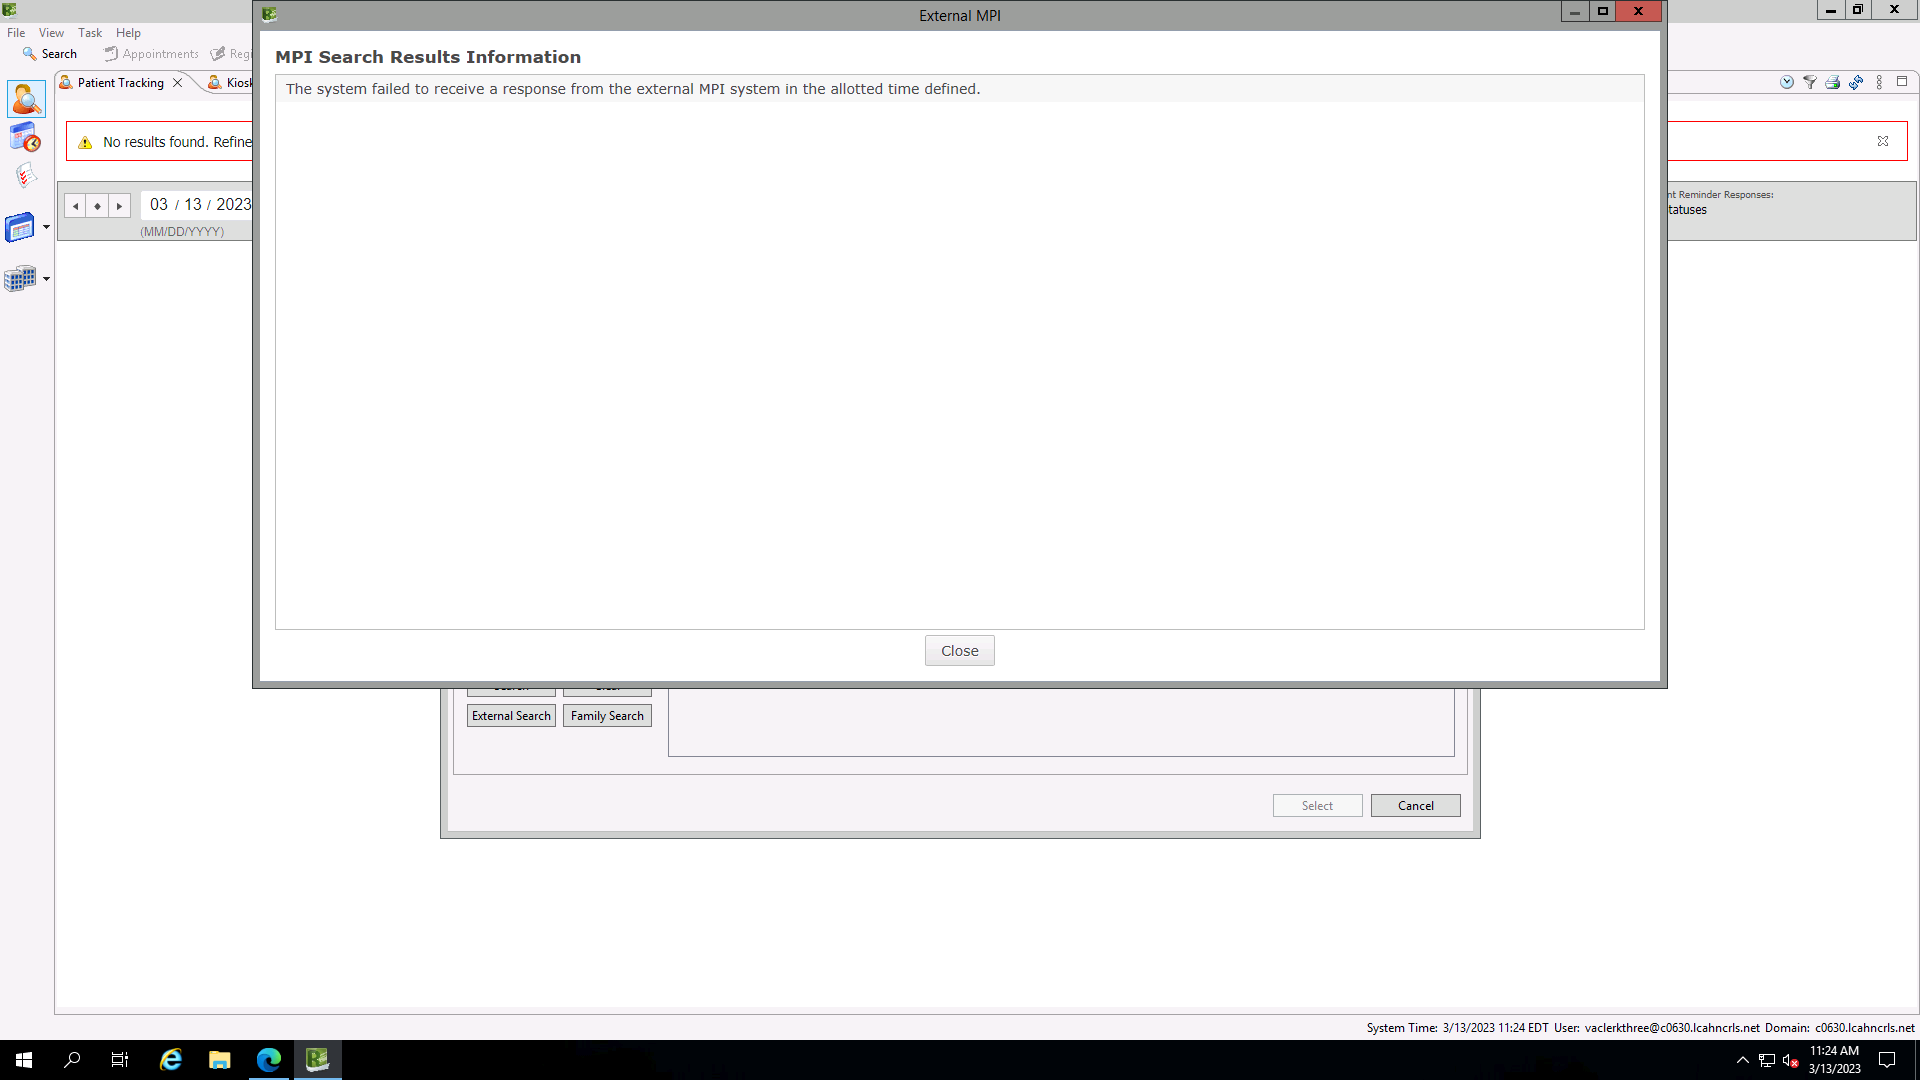 External MPI
File View Task Help
Search Appointments Regi
MPI Search Results Information
Patient Tracking Kiosk
The system failed to receive a response from the external MPI system in the allotted time defined.
No results found. Refine
03 / 13 / 2023
(MM/DD/YYYY)
nt Reminder Responses:
tatuses
Close
External Search Family Search
Select Cancel
System Time: 3/13/2023 11:24 EDT User: vaclerkthree@c0630.lcahncrls.net Domain: c0630.lcahncrls.net
11:24 AM
3/13/2023